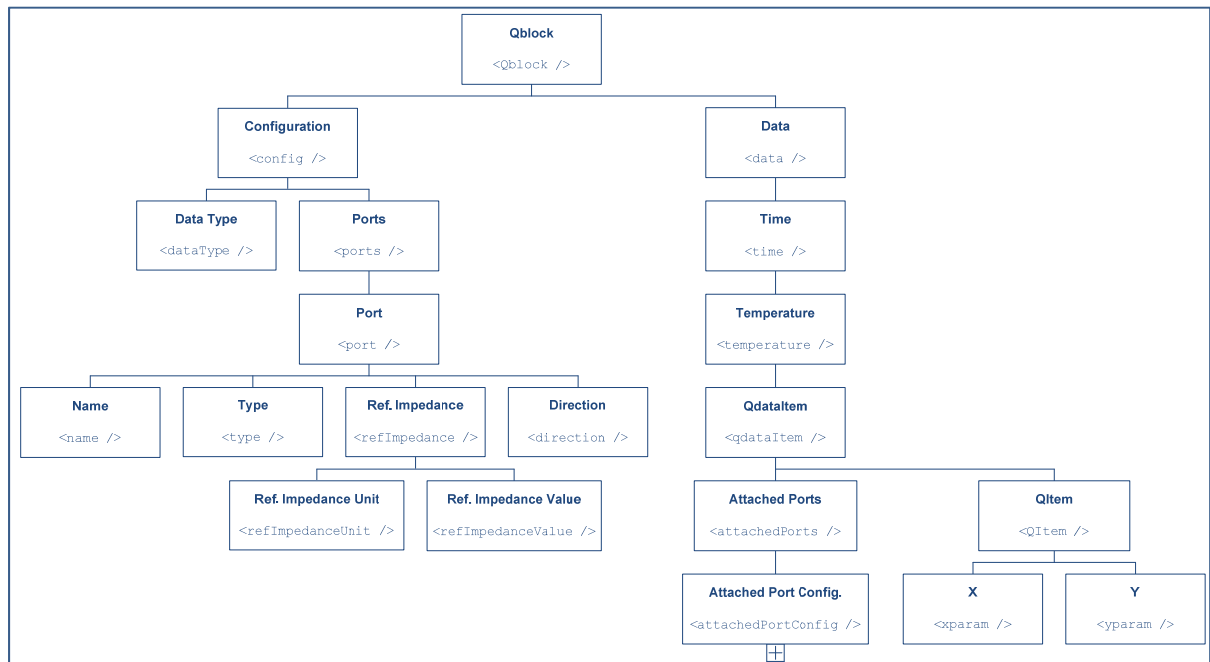 Qblock
<Qblock />
Configuration
<config />
Data
<data />
Data Type
<dataType />
Ports
<ports />
Time
<time />
Port
<port />
Temperature
<temperature />
Name
<name />
Type
<type />
Ref. Impedance
<refImpedance />
Direction
<direction />
QdataItem
<qdataItem />
Ref. Impedance Unit
<refImpedanceUnit />
Ref. Impedance Value
<refImpedanceValue />
Attached Ports
<attachedPorts />
QItem
<QItem />
Attached Port Config.
<attachedPortConfig />
X
<xparam />
Y
<yparam />